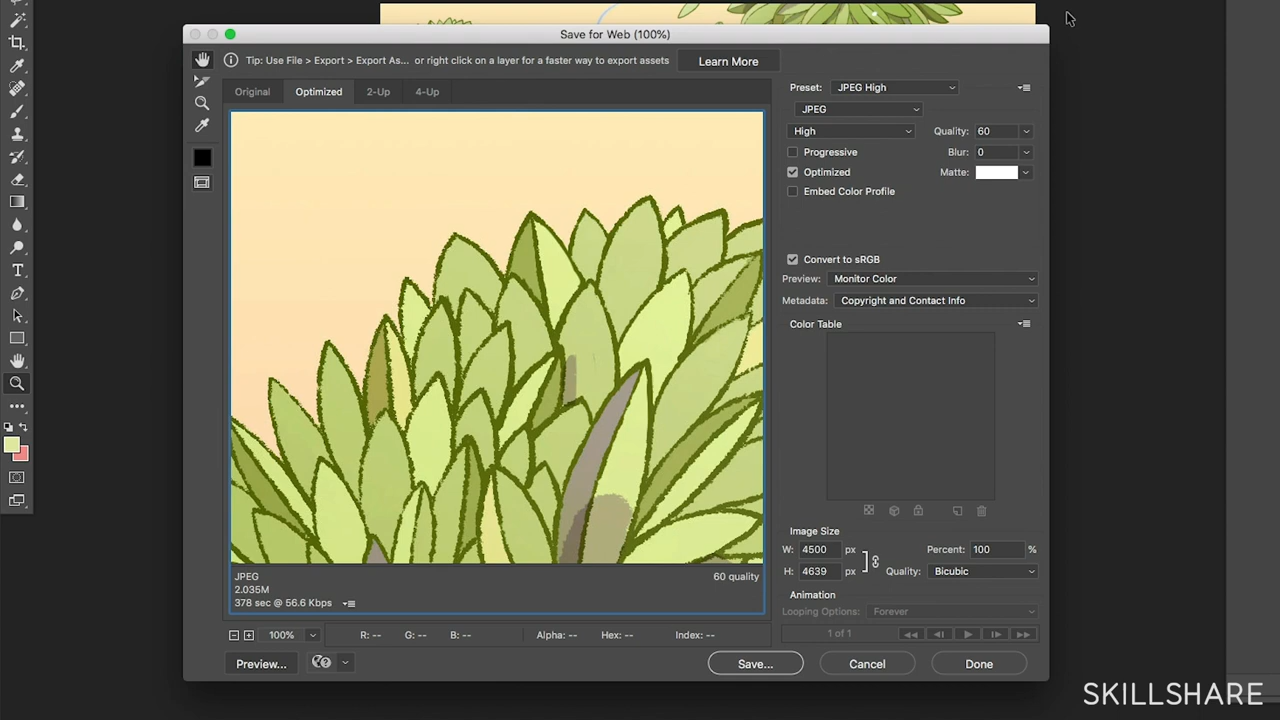 Save for Web (100%)
Tip: Use File > Export > Export As... or right click on a layer for a faster way to export assets
Learn More
Original
Optimized
2-Up
4-Up
Preset: JPEG High
JPEG
High
Quality: 60
Progressive
Blur: 0
Optimized
Matte:
Embed Color Profile
Convert to sRGB
Preview: Monitor Color
Metadata: Copyright and Contact Info
Color Table
Image Size
W: 4500 px
Percent: 100 %
H: 4639 px
Quality: Bicubic
Animation
Looping Options: Forever
1 of 1
JPEG
60 quality
2.035M
378 sec @ 56.6 Kbps
100%
R: --
G: --
B: --
Alpha: --
Hex: --
Index: --
Preview...
Save...
Cancel
Done
T
SKILLSHARE